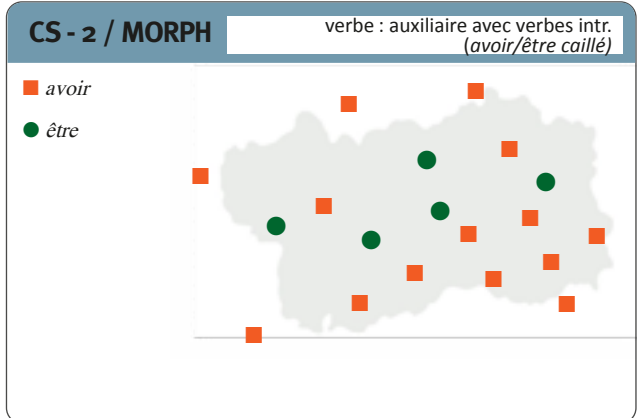 CS - 2 / MORPH
verbe : auxiliaire avec verbes intr.
(avoir/être caillé)
avoir
être